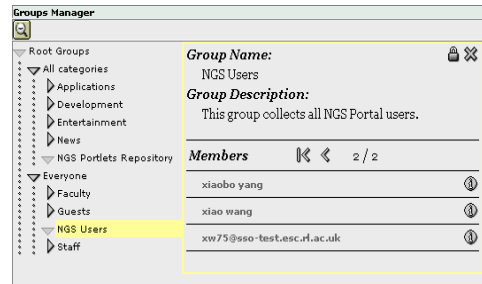 Groups Manager
Root Groups
All categories
Applications
Development
Entertainment
News
NGS Portlets Repository
Everyone
Faculty
Guests
NGS Users
Staff
Group Name:
NGS Users
Group Description:
This group collects all NGS Portal users.
Members 2/2
xiaobo yang
xiao wang
xw75@sso-test.esc.rl.ac.uk